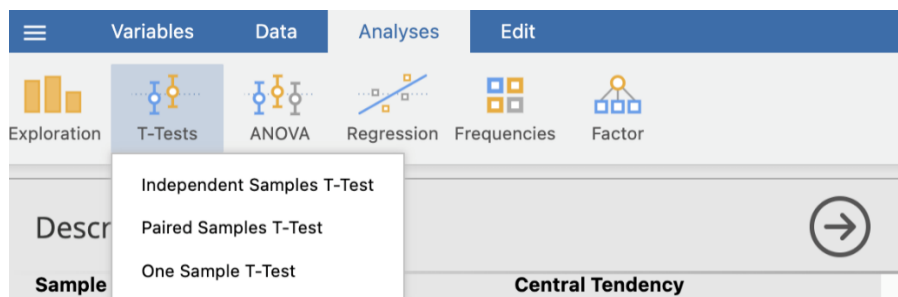 Variables Data Analyses Edit
Exploration T-Tests ANOVA Regression Frequencies Factor
Independent Samples T-Test
Descr
Paired Samples T-Test
One Sample T-Test
Sample Central Tendency